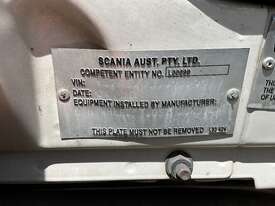 SCANIA AUST. PTY. LTD.
COMPETENT ENTITY NO.
VIN:
DATE:
EQUIPMENT INSTALLED BY MANUFACTURER:
THIS PLATE MUST NOT BE REMOVED
THIS